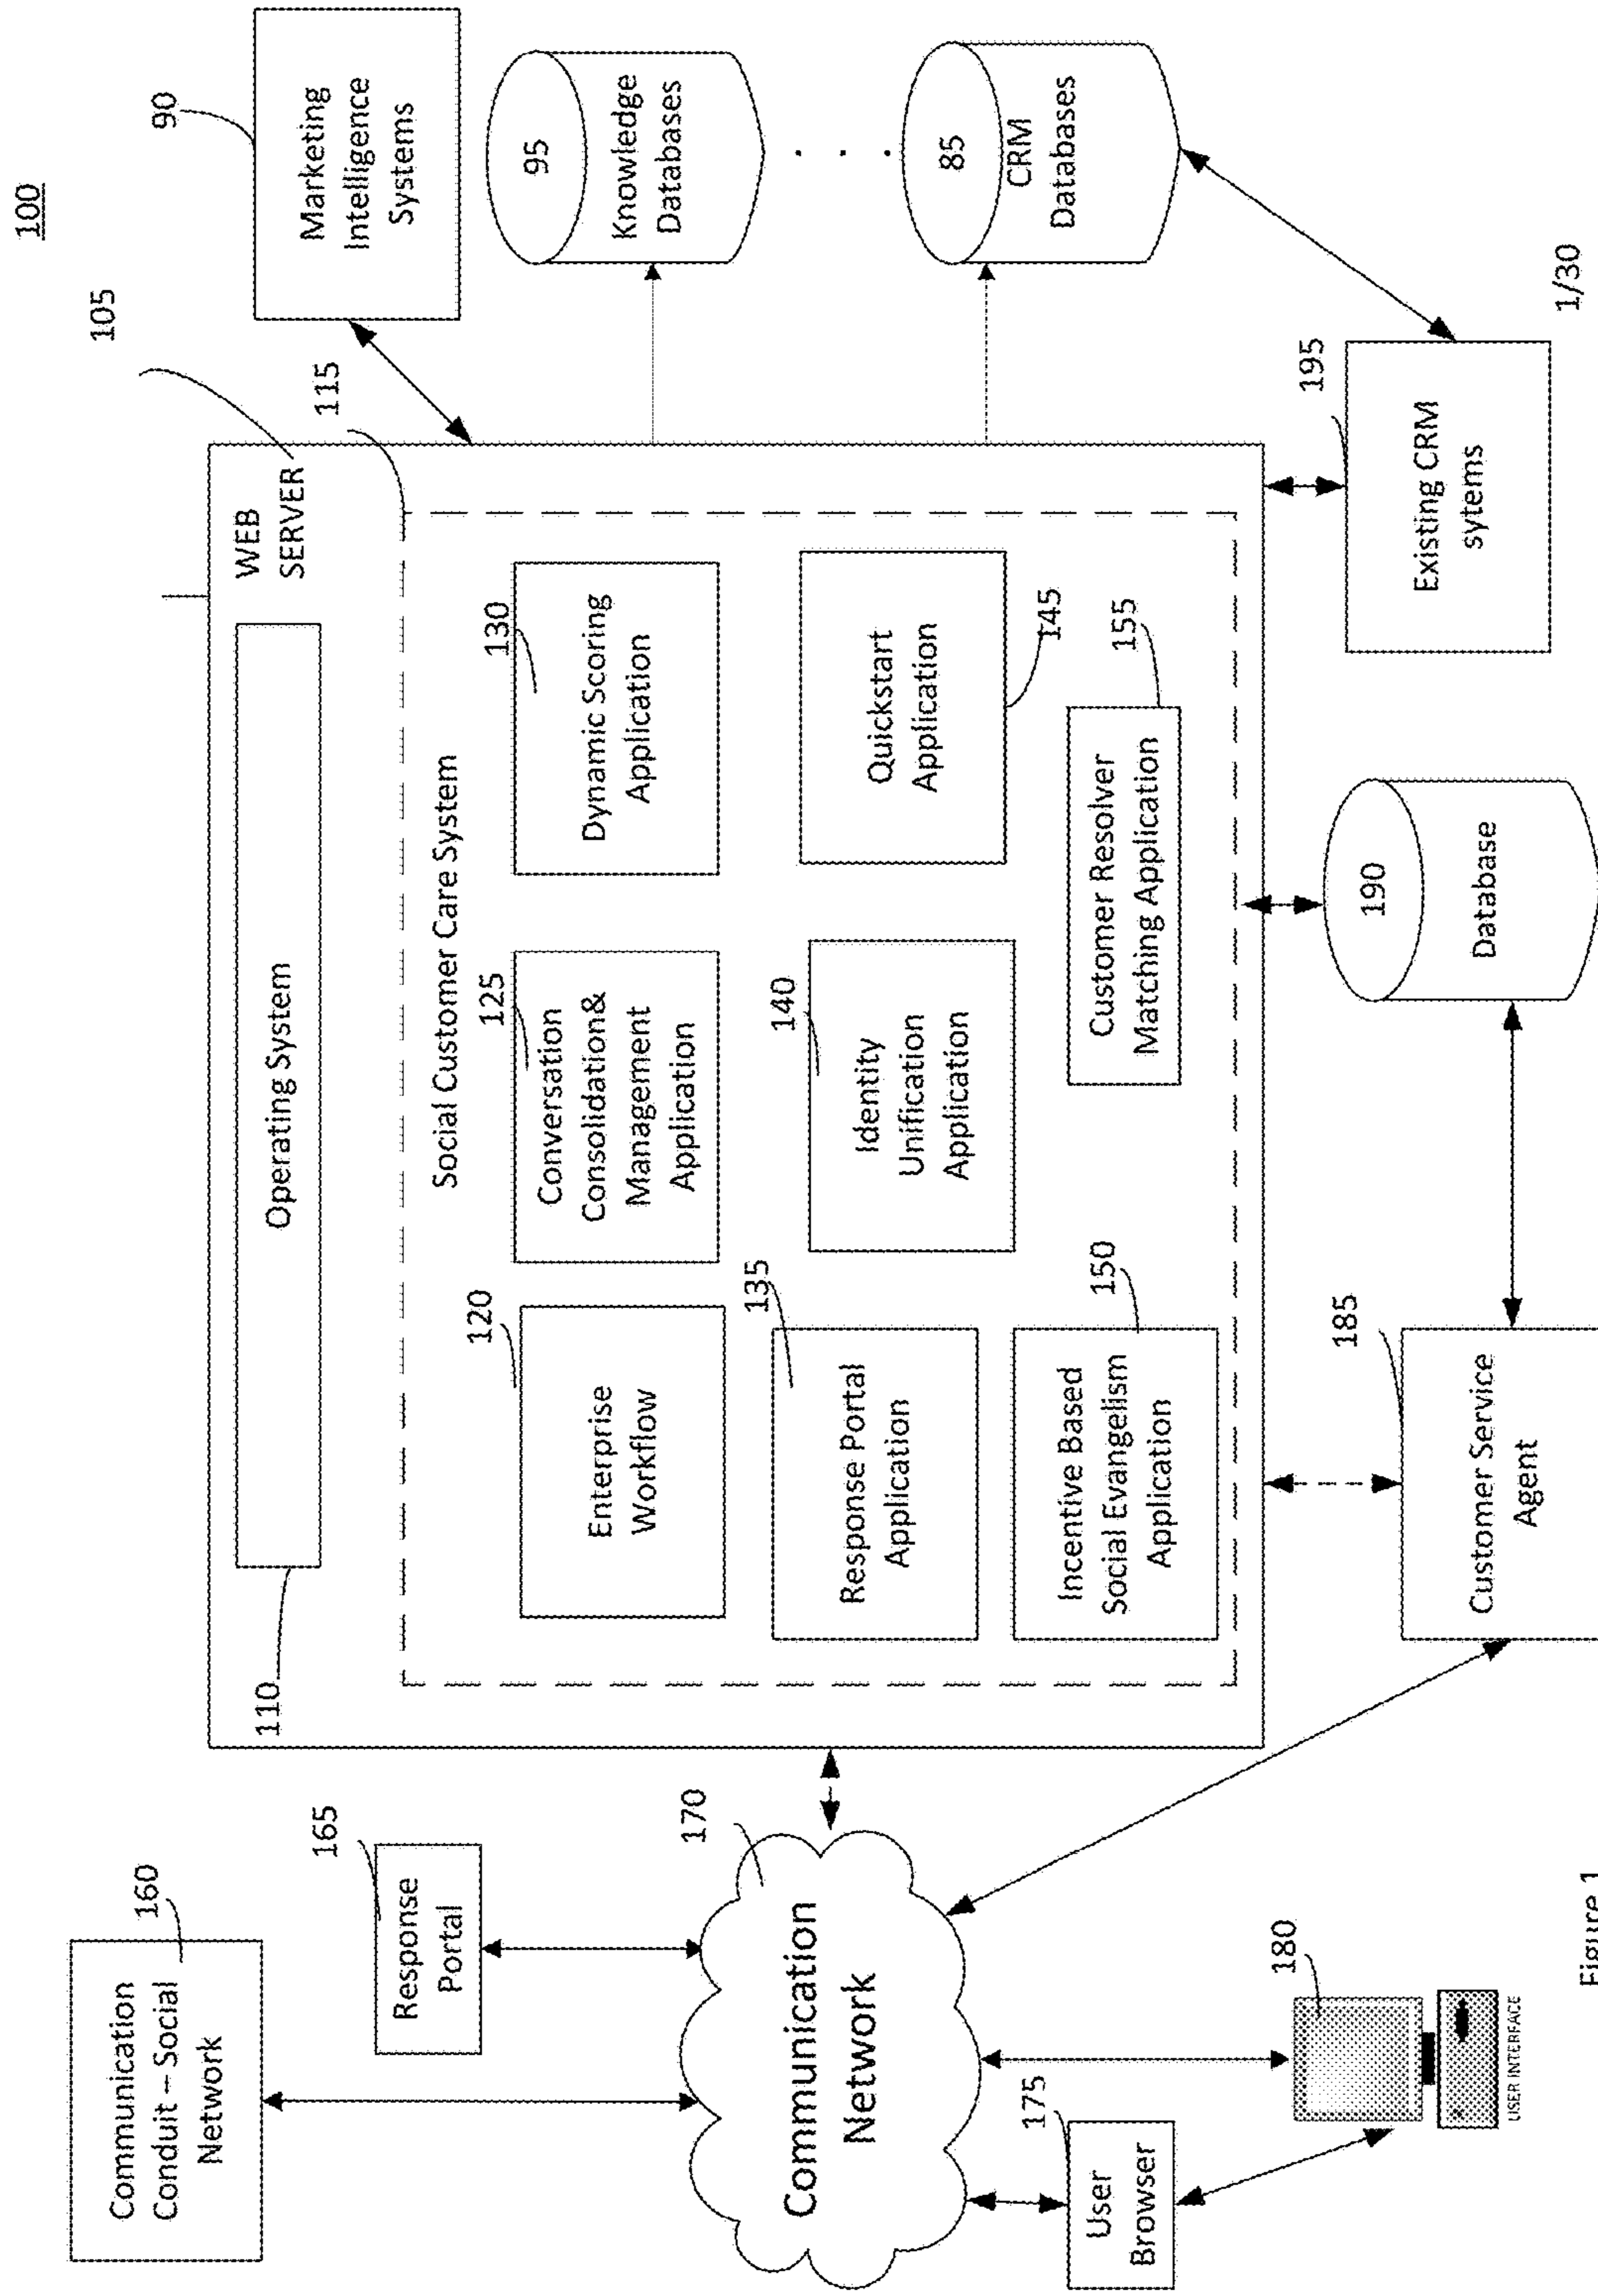 100
Communication
Conduit – Social
Network
160
Response
Portal
165
110
Operating System
WEB
SERVER
105
115
Marketing
Intelligence
Systems
90
Social Customer Care System
Enterprise
Workflow
120
Conversation
Consolidation&
Management
Application
125
Dynamic Scoring
Application
130
95
Knowledge
Databases
Communication
Network
170
Response Portal
Application
135
Identity
Unification
Application
140
Quickstart
Application
145
. . .
85
CRM
Databases
Incentive Based
Social Evangelism
Application
150
Customer Resolver
Matching Application
155
User
Browser
175
180
USER INTERFACE
Customer Service
Agent
185
190
Database
Existing CRM
sytems
195
Figure 1
1/30